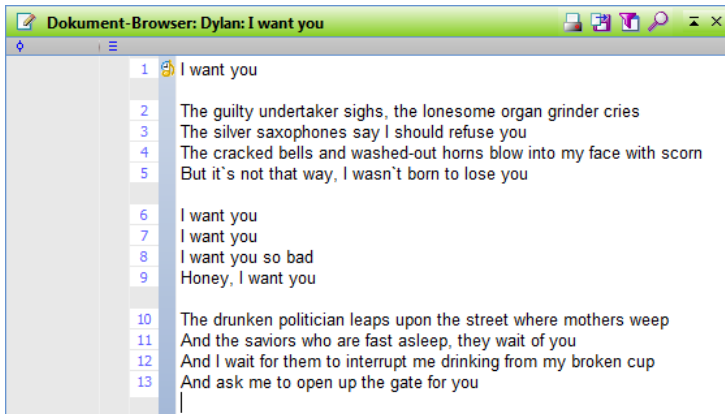 Dokument-Browser: Dylan: I want you
1 I want you
2 The guilty undertaker sighs, the lonesome organ grinder cries
3 The silver saxophones say I should refuse you
4 The cracked bells and washed-out horns blow into my face with scorn
5 But it`s not that way, I wasn`t born to lose you
6 I want you
7 I want you
8 I want you so bad
9 Honey, I want you
10 The drunken politician leaps upon the street where mothers weep
11 And the saviors who are fast asleep, they wait of you
12 And I wait for them to interrupt me drinking from my broken cup
13 And ask me to open up the gate for you